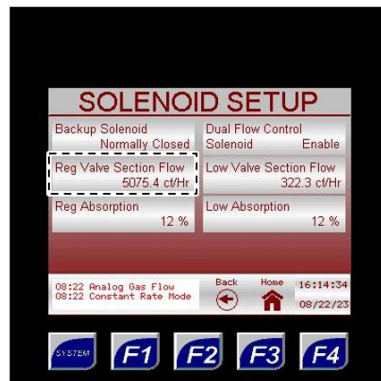 SOLENOID SETUP
Backup Solenoid
Normally Closed
Dual Flow Control
Solenoid Enable
Reg Valve Section Flow
5075.4 cf/Hr
Low Valve Section Flow
322.3 cf/Hr
Reg Absorption
12 %
Low Absorption
12 %
08:22 Analog Gas Flow
08:22 Constant Rate Mode
Back
Home
16:14:34
08/22/23
SYSTEM
F1
F2
F3
F4